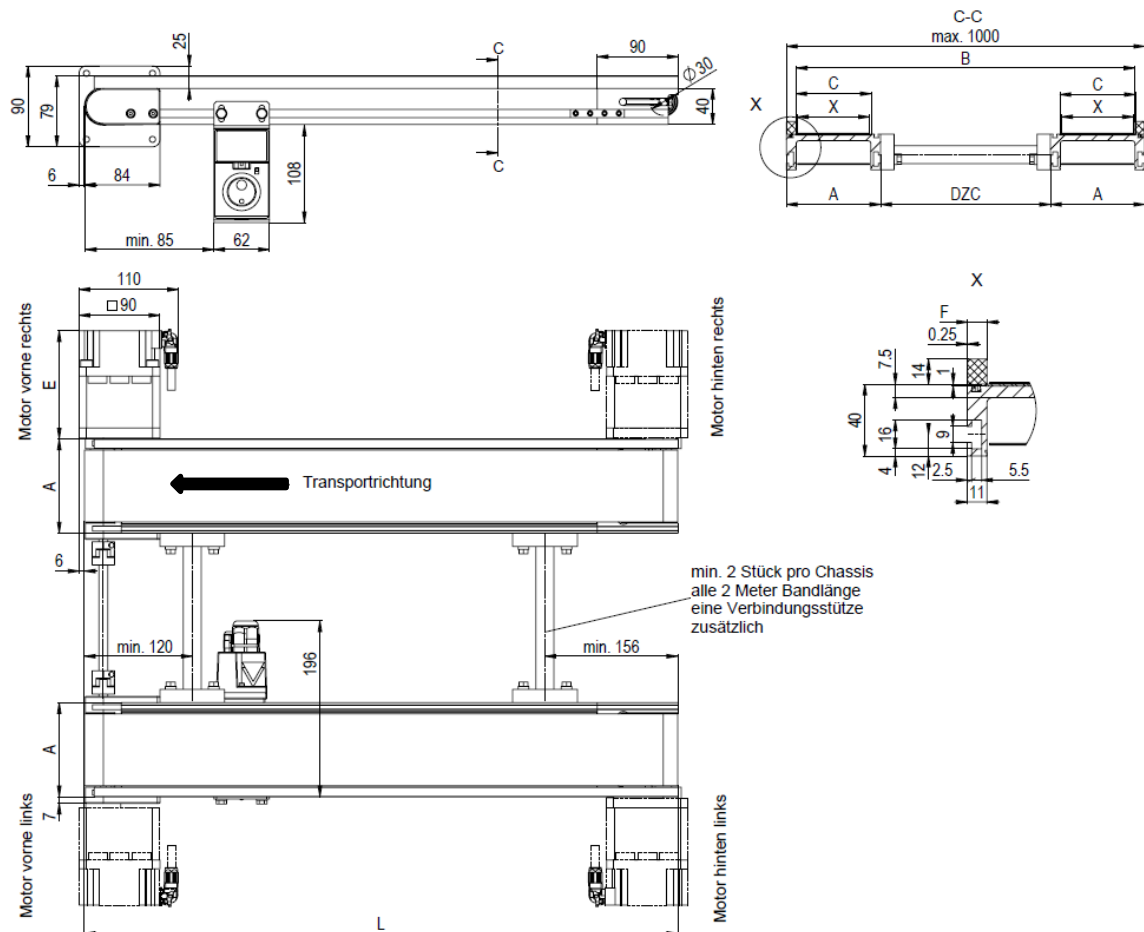 25
90
79
6
84
min. 85
62
108
C
C
90
Ø30
40
C-C
max. 1000
B
C
C
X
X
X
A
DZC
A
110
□90
Motor vorne rechts
E
A
Transportrichtung
Motor hinten rechts
6
min. 120
196
min. 156
min. 2 Stück pro Chassis
alle 2 Meter Bandlänge
eine Verbindungsstütze
zusätzlich
A
7
Motor vorne links
Motor hinten links
L
X
F
0.25
7.5
14
1
40
16
9
4
12
2.5
5.5
11